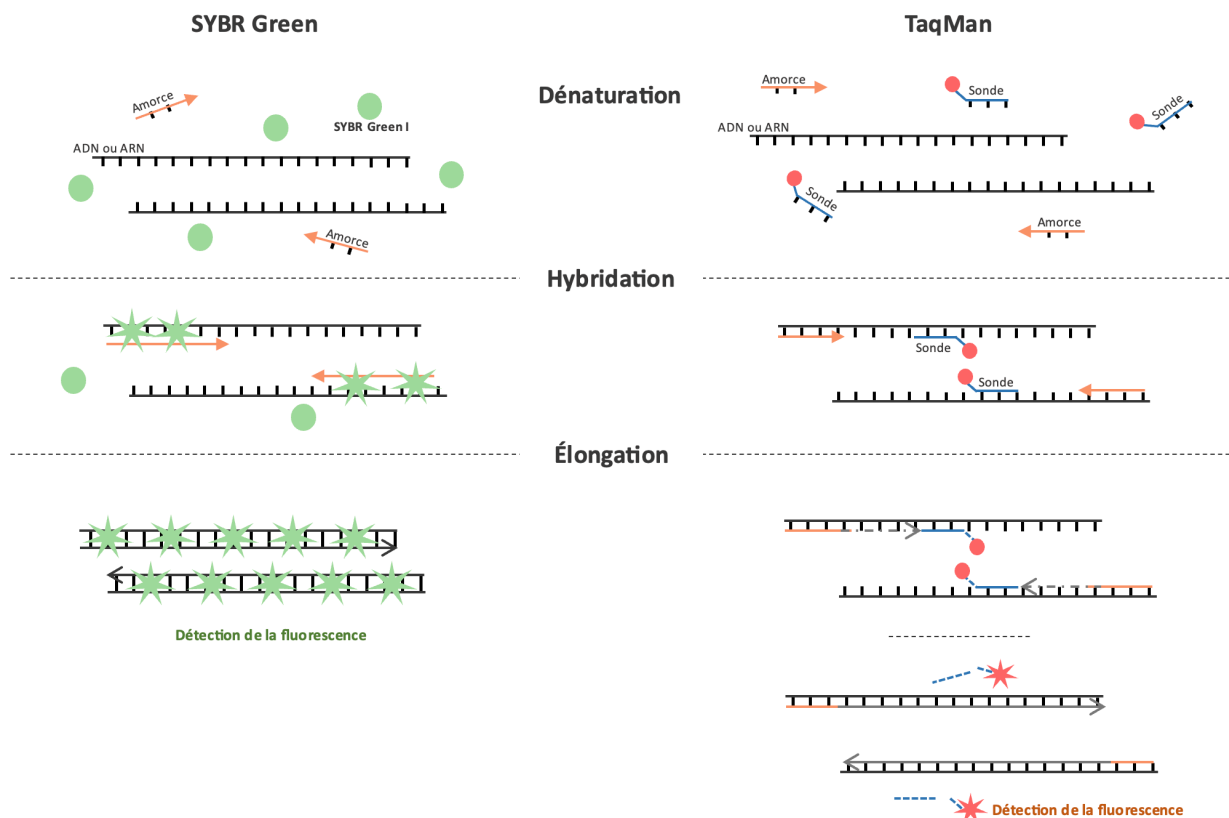 SYBR Green
TaqMan
Dénaturation
Amorce
SYBR Green I
ADN ou ARN
Amorce
Amorce
Sonde
Sonde
ADN ou ARN
Sonde
Amorce
Hybridation
Sonde
Sonde
Élongation
Détection de la fluorescence
Détection de la fluorescence